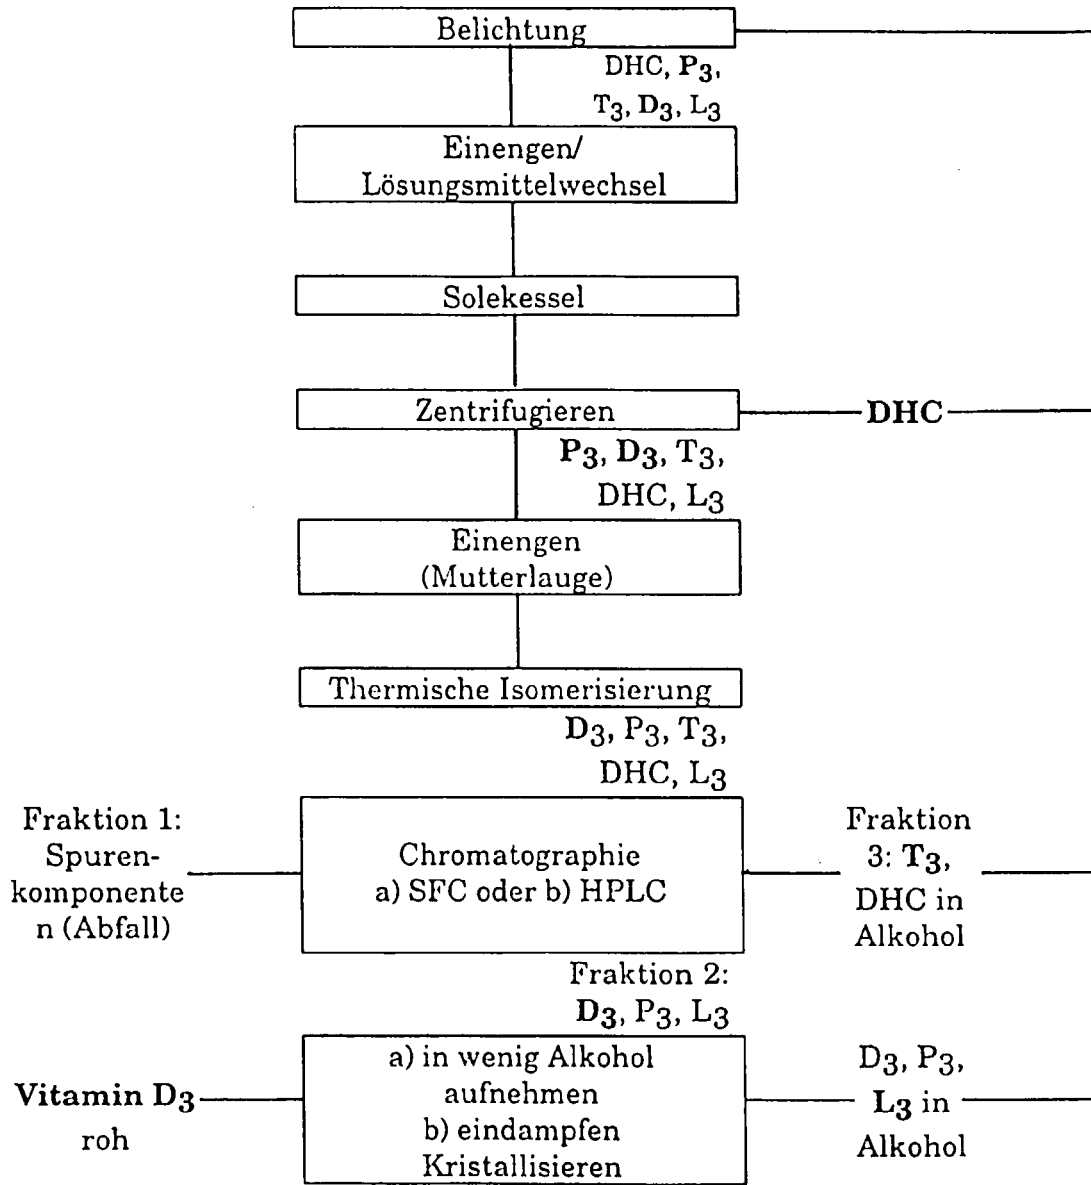 Belichtung
DHC, P3,
T3, D3, L3
Einengen/
Lösungsmittelwechsel
Solekessel
Zentrifugieren
DHC
P3, D3, T3,
DHC, L3
Einengen
(Mutterlauge)
Thermische Isomerisierung
D3, P3, T3,
DHC, L3
Fraktion 1:
Spuren-
komponente
n (Abfall)
Chromatographie
a) SFC oder b) HPLC
Fraktion
3: T3,
DHC in
Alkohol
Fraktion 2:
D3, P3, L3
Vitamin D3
roh
a) in wenig Alkohol
aufnehmen
b) eindampfen
Kristallisieren
D3, P3,
L3 in
Alkohol